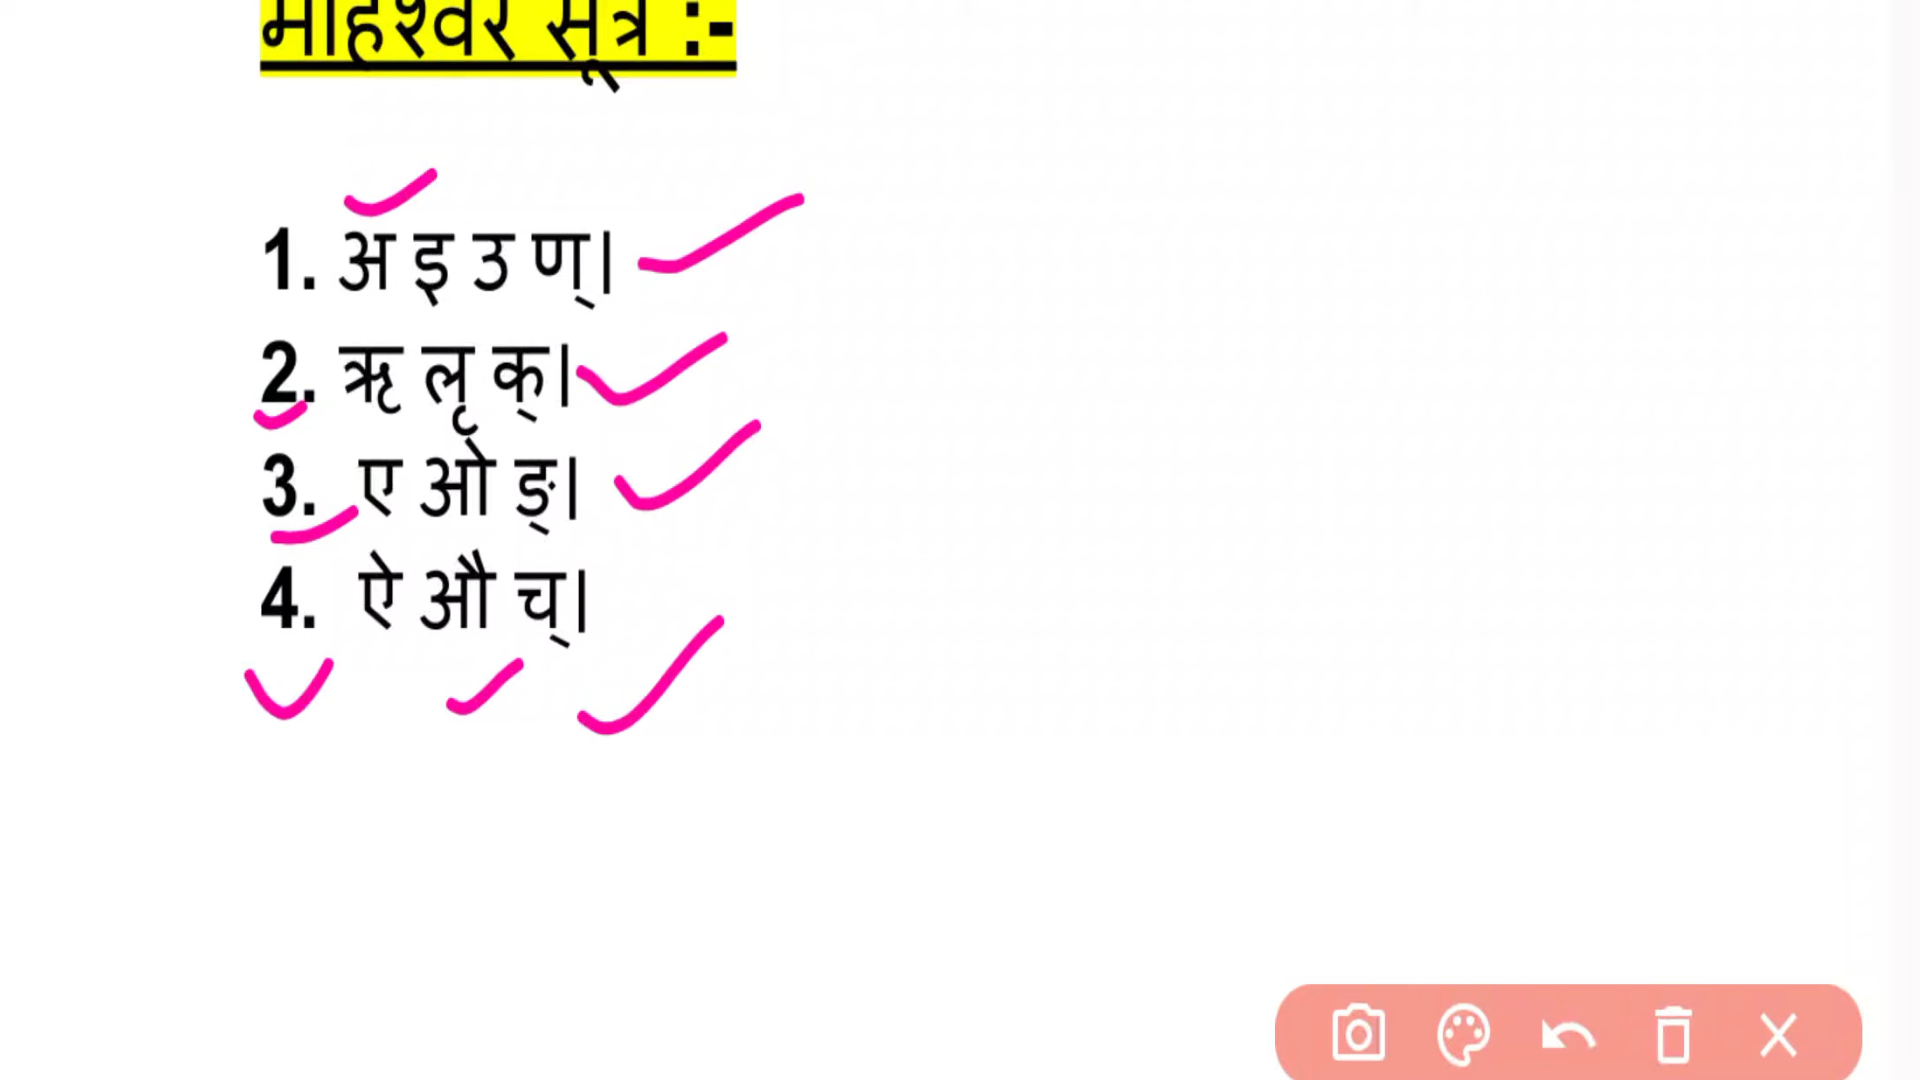 माहेश्वर सूत्र :-
1. अ इ उ ण्।
2. ऋ लृ क्।
3. ए ओ ङ्।
4. ऐ औ च्।